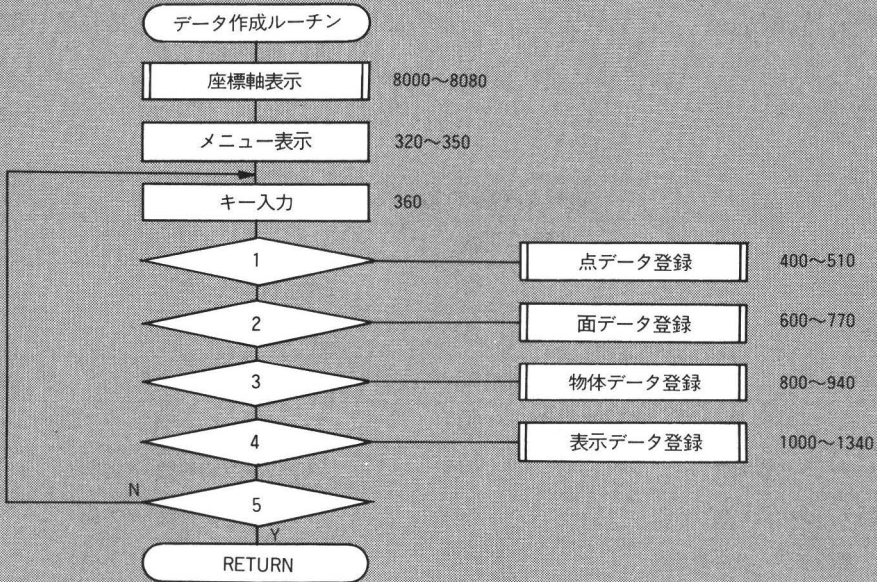 データ作成ルーチン
座標軸表示 8000～8080
メニュー表示 320～350
キー入力 360
1 点データ登録 400～510
2 面データ登録 600～770
3 物体データ登録 800～940
4 表示データ登録 1000～1340
N
5
Y
RETURN